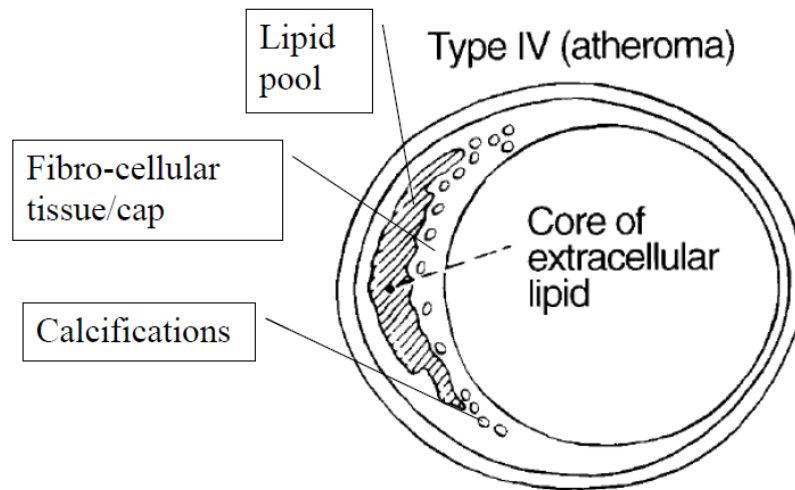 Lipid
pool
Type IV (atheroma)
Fibro-cellular
tissue/cap
Core of
extracellular
lipid
Calcifications